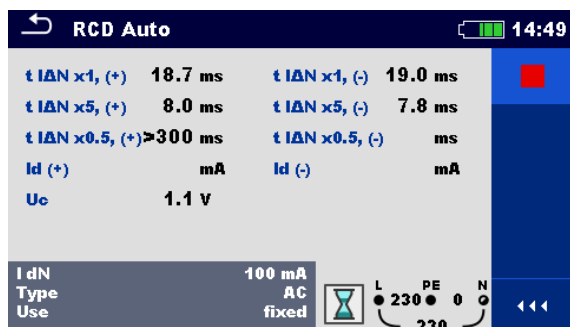 RCD Auto 14:49
t IΔN x1, (+) 18.7 ms t IΔN x1, (-) 19.0 ms
t IΔN x5, (+) 8.0 ms t IΔN x5, (-) 7.8 ms
t IΔN x0.5, (+) >300 ms t IΔN x0.5, (-) ms
Id (+) mA Id (-) mA
Uc 1.1 V
I dN 100 mA
Type AC
Use fixed
L PE N
230 0
230